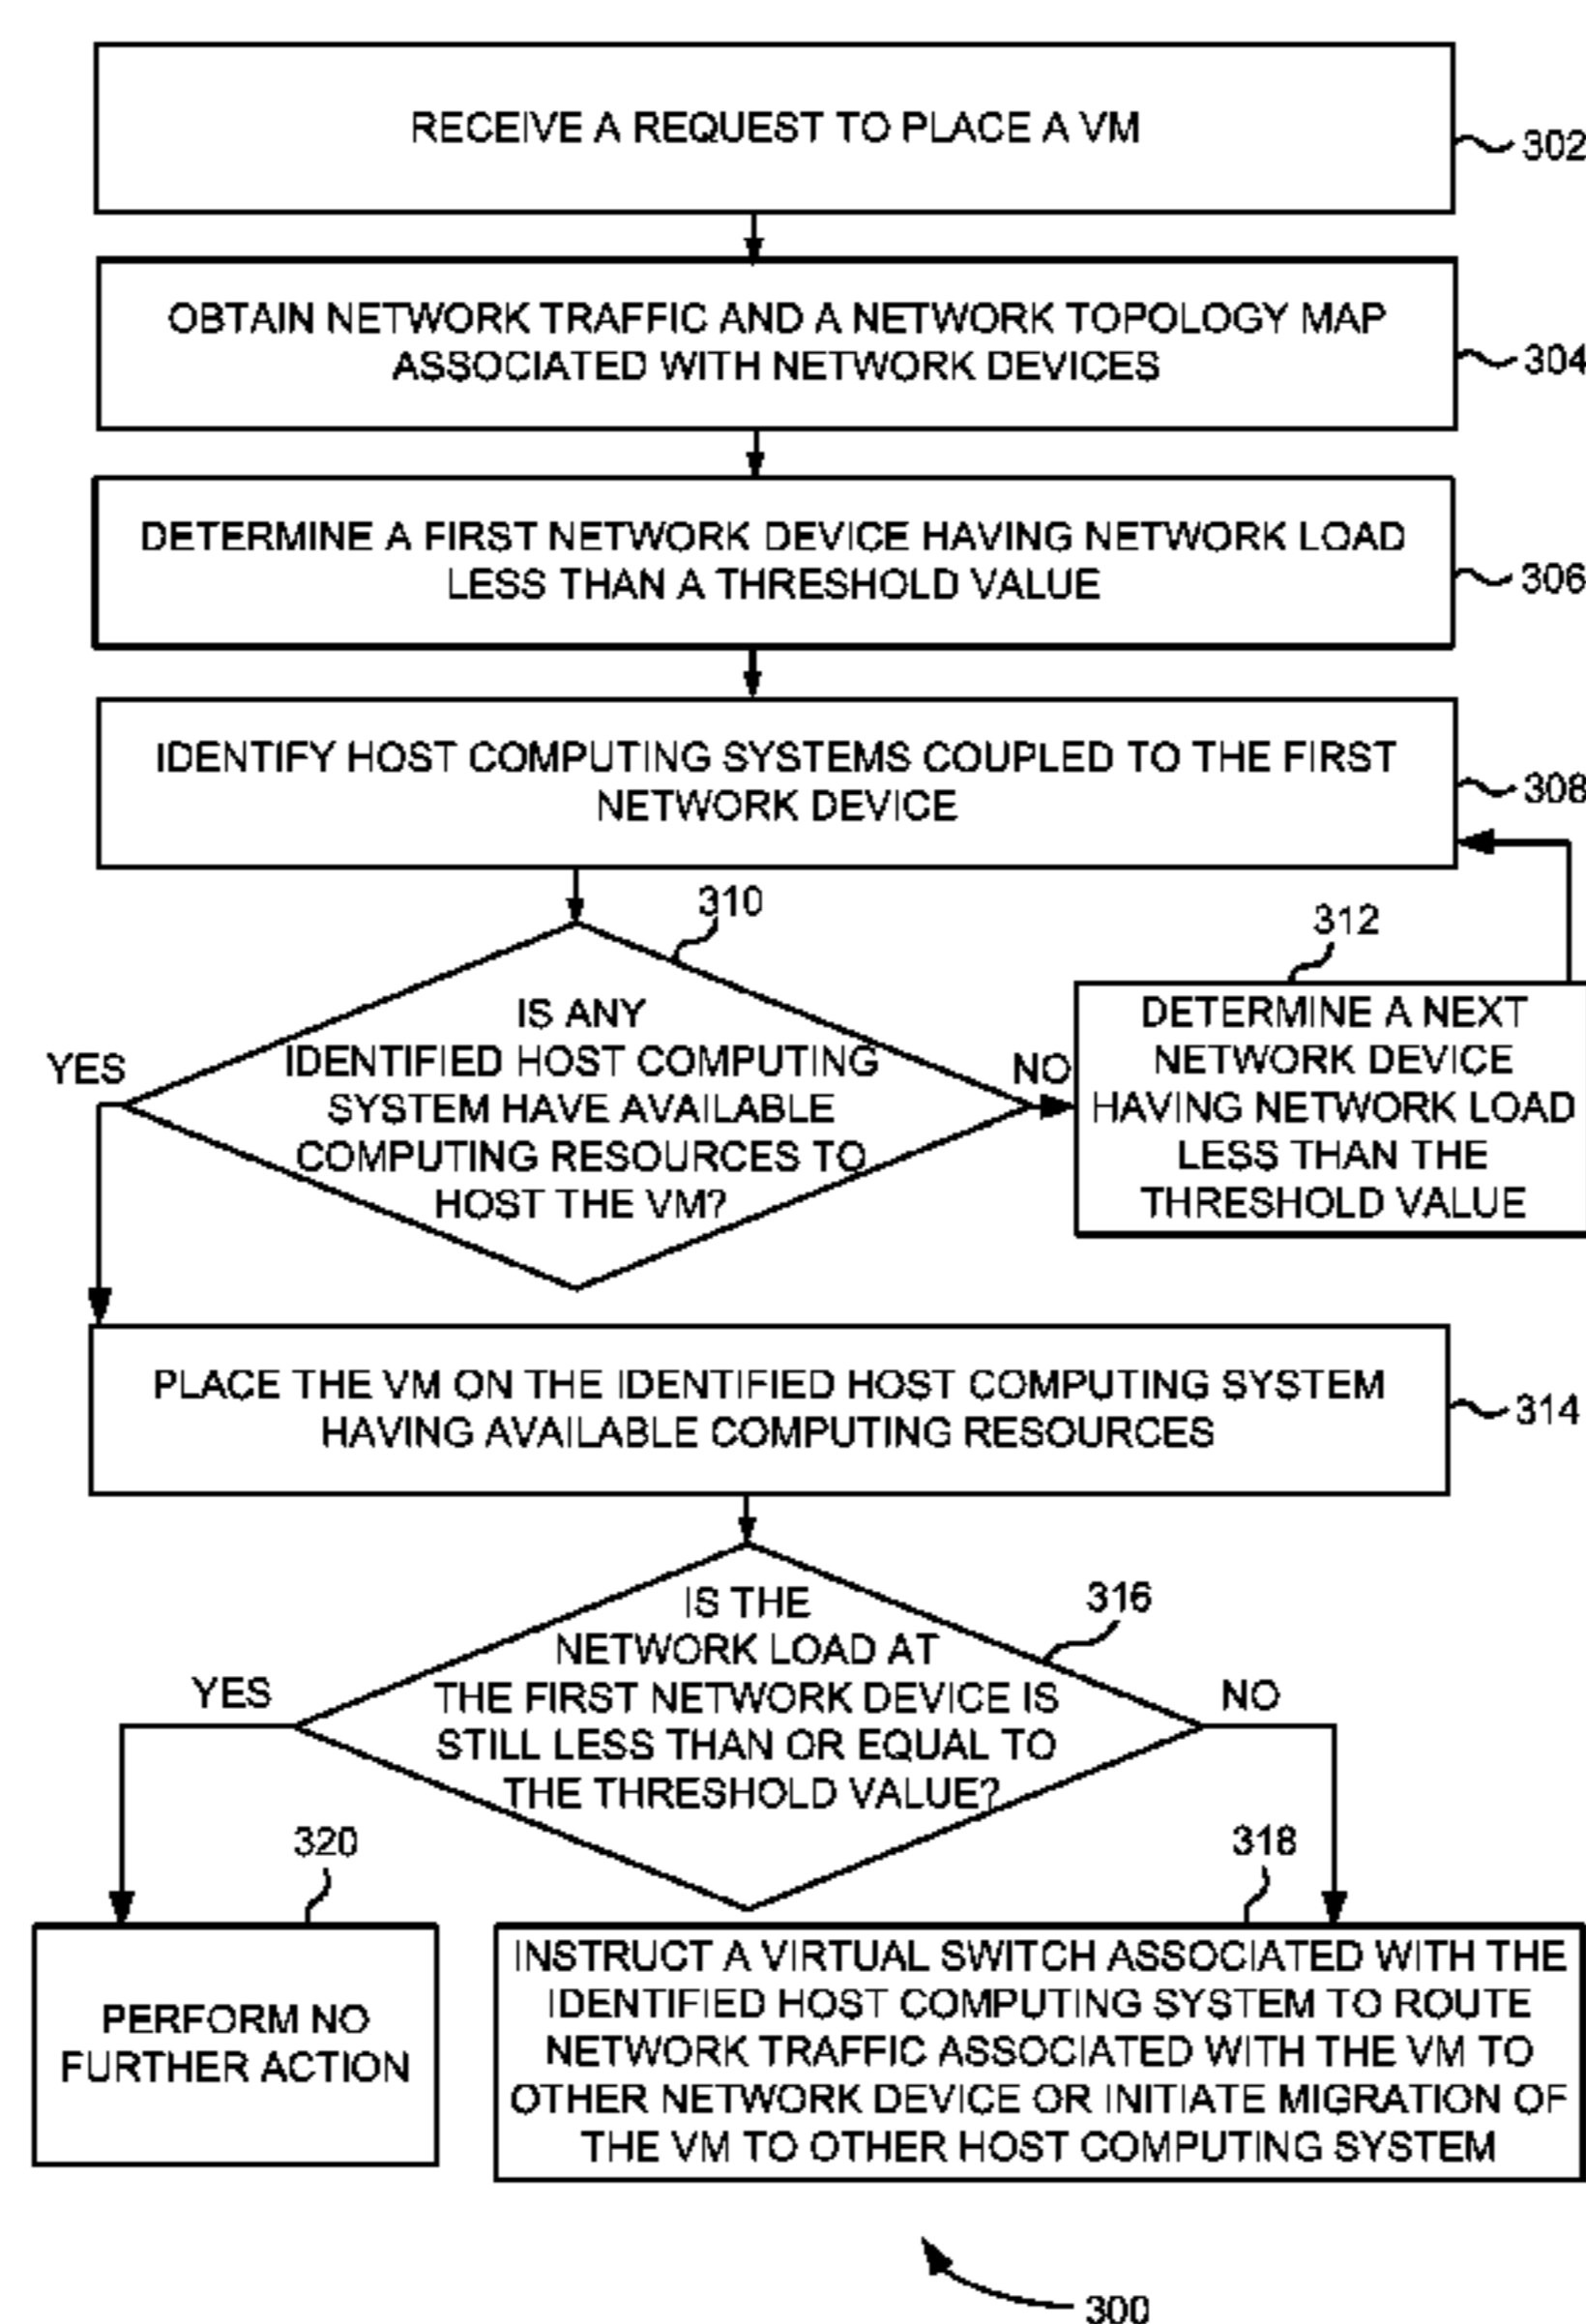 RECEIVE A REQUEST TO PLACE A VM
302
OBTAIN NETWORK TRAFFIC AND A NETWORK TOPOLOGY MAP
ASSOCIATED WITH NETWORK DEVICES
304
DETERMINE A FIRST NETWORK DEVICE HAVING NETWORK LOAD
LESS THAN A THRESHOLD VALUE
306
IDENTIFY HOST COMPUTING SYSTEMS COUPLED TO THE FIRST
NETWORK DEVICE
308
310
IS ANY
IDENTIFIED HOST COMPUTING
SYSTEM HAVE AVAILABLE
COMPUTING RESOURCES TO
HOST THE VM?
YES
NO
312
DETERMINE A NEXT
NETWORK DEVICE
HAVING NETWORK LOAD
LESS THAN THE
THRESHOLD VALUE
PLACE THE VM ON THE IDENTIFIED HOST COMPUTING SYSTEM
HAVING AVAILABLE COMPUTING RESOURCES
314
IS THE
NETWORK LOAD AT
THE FIRST NETWORK DEVICE IS
STILL LESS THAN OR EQUAL TO
THE THRESHOLD VALUE?
316
YES
NO
320
PERFORM NO
FURTHER ACTION
318
INSTRUCT A VIRTUAL SWITCH ASSOCIATED WITH THE
IDENTIFIED HOST COMPUTING SYSTEM TO ROUTE
NETWORK TRAFFIC ASSOCIATED WITH THE VM TO
OTHER NETWORK DEVICE OR INITIATE MIGRATION OF
THE VM TO OTHER HOST COMPUTING SYSTEM
300